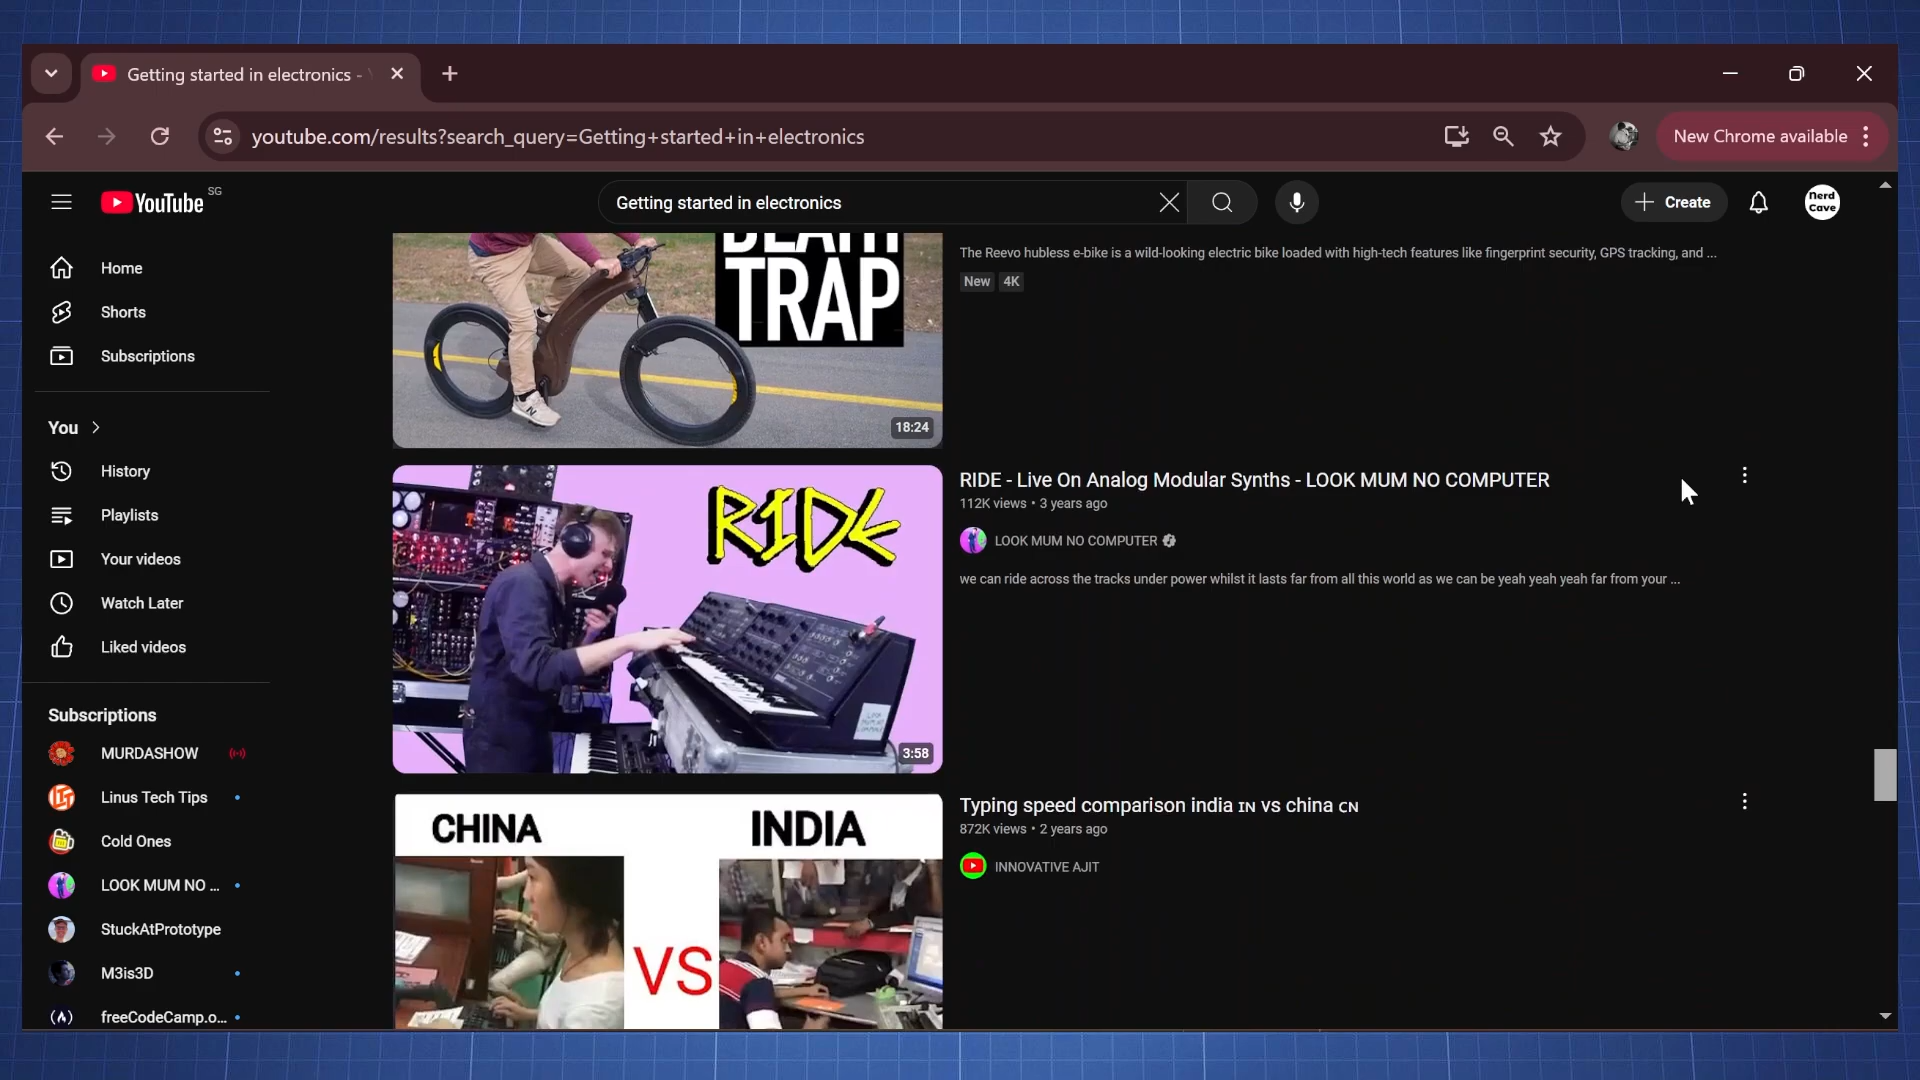 Getting started in electronics -
youtube.com/results?search_query=Getting+started+in+electronics
New Chrome available
YouTube
SG
Getting started in electronics
Create
Nerd
Cave
Home
Shorts
Subscriptions
You
History
Playlists
Your videos
Watch Later
Liked videos
Subscriptions
MURDASHOW
Linus Tech Tips
Cold Ones
LOOK MUM NO ...
StuckAtPrototype
M3is3D
freeCodeCamp.o...
DEATH
TRAP
18:24
The Reevo hubless e-bike is a wild-looking electric bike loaded with high-tech features like fingerprint security, GPS tracking, and ...
New
4K
RIDE
3:58
RIDE - Live On Analog Modular Synths - LOOK MUM NO COMPUTER
112K views • 3 years ago
LOOK MUM NO COMPUTER
we can ride across the tracks under power whilst it lasts far from all this world as we can be yeah yeah yeah far from your ...
CHINA
INDIA
VS
Typing speed comparison india IN vs china CN
872K views • 2 years ago
INNOVATIVE AJIT